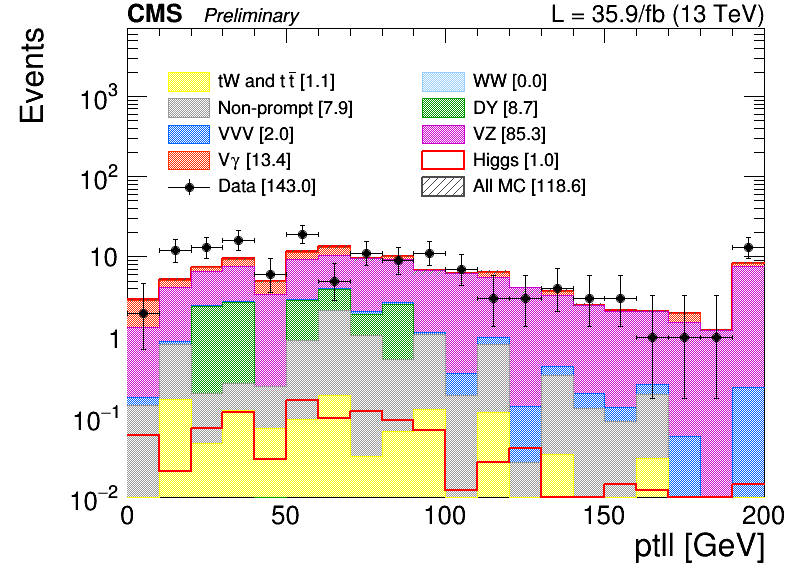 CMS Preliminary L = 35.9/fb (13 TeV)
Events
tW and tt̄ [1.1] WW [0.0]
Non-prompt [7.9] DY [8.7]
VVV [2.0] VZ [85.3]
Vγ [13.4] Higgs [1.0]
Data [143.0] All MC [118.6]
10³
10²
10
1
10⁻¹
10⁻²
0 50 100 150 200
ptll [GeV]